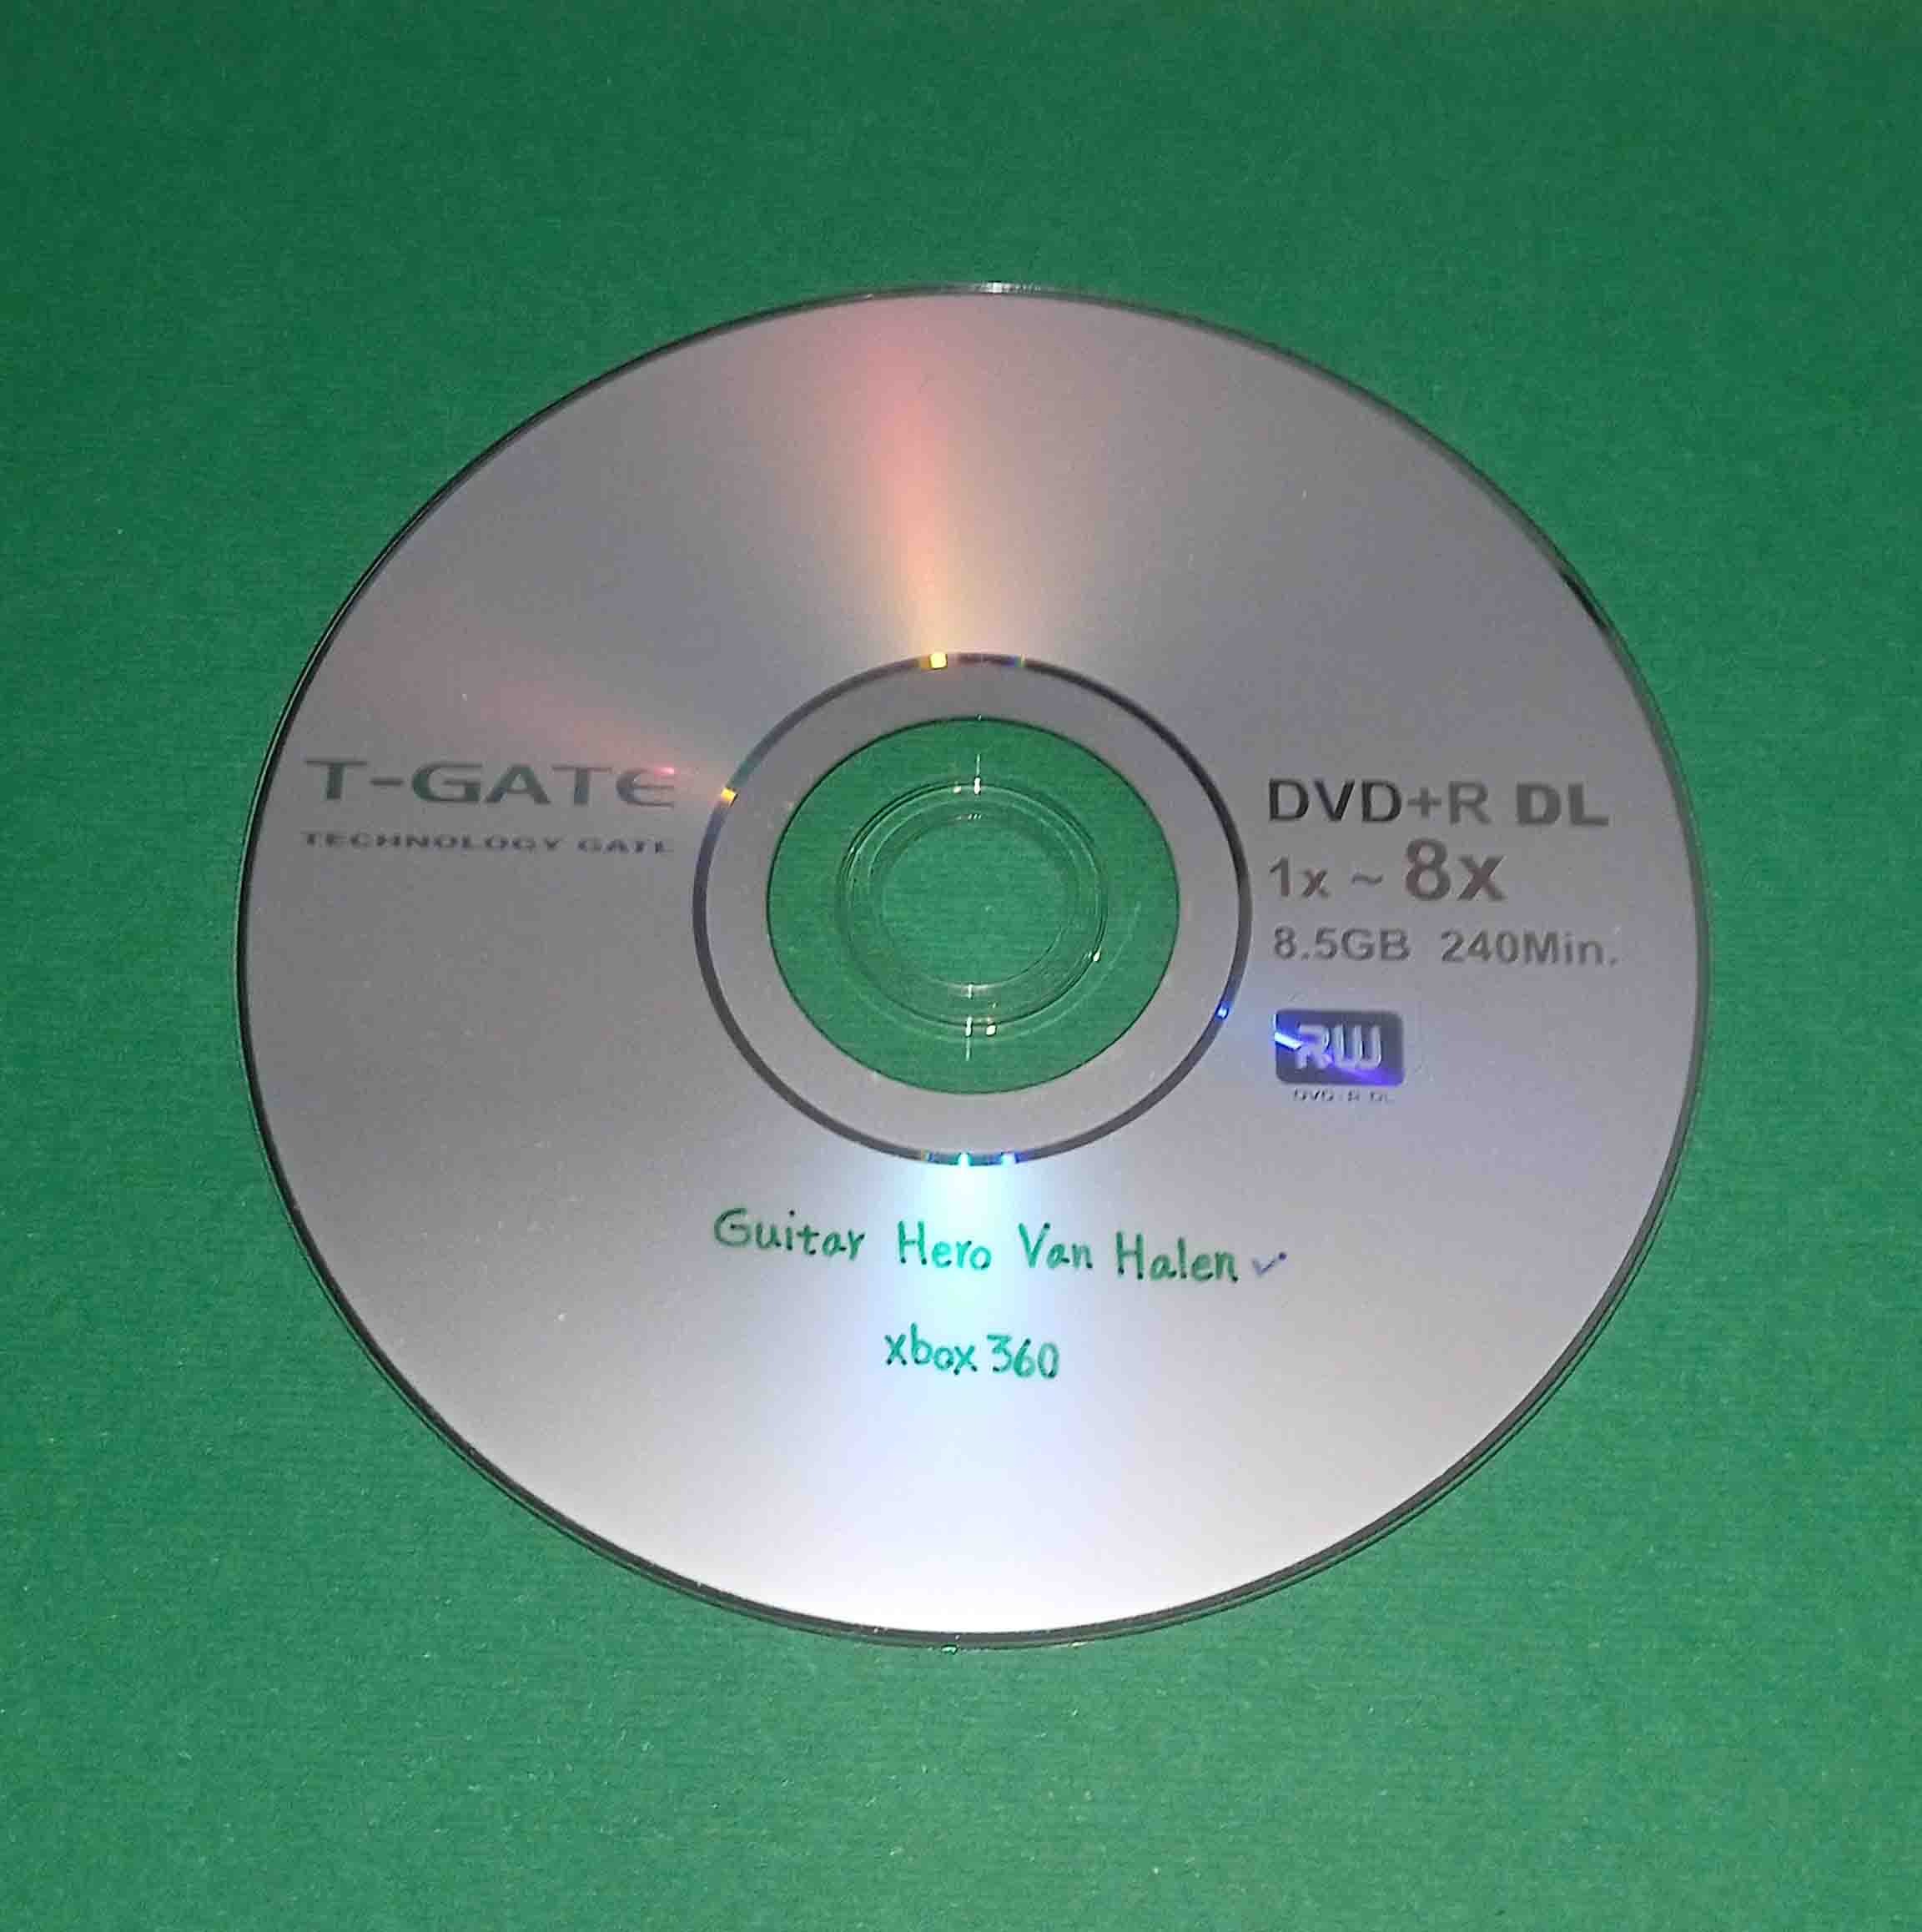 T-GATE
TECHNOLOGY GATE
DVD+R DL
1x ~ 8x
8.5GB 240Min.
RW
DVD+R DL
Guitar Hero Van Halen ✓
xbox 360